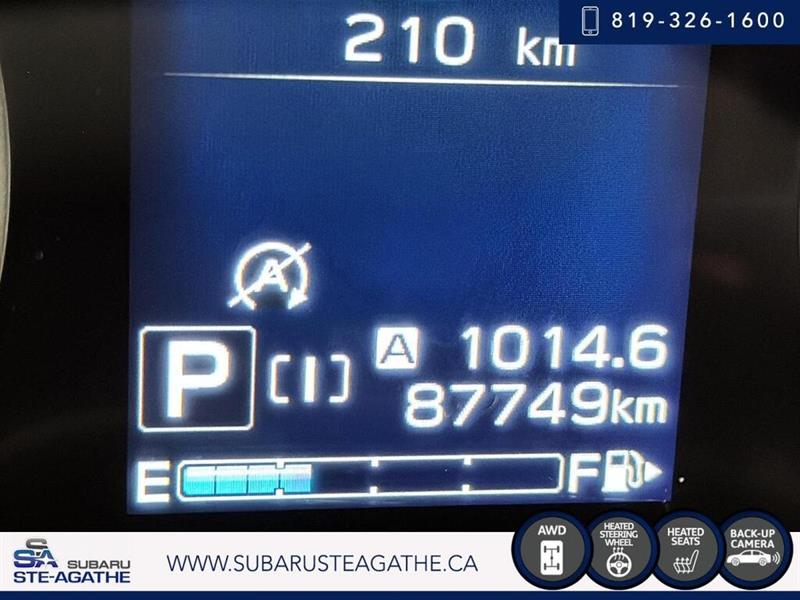 819-326-1600
210 km
A
P [I] A 1014.6
87749km
E F
SSA SUBARU
STE-AGATHE
WWW.SUBARUSTEAGATHE.CA
AWD
HEATED
STEERING
WHEEL
HEATED
SEATS
BACK-UP
CAMERA